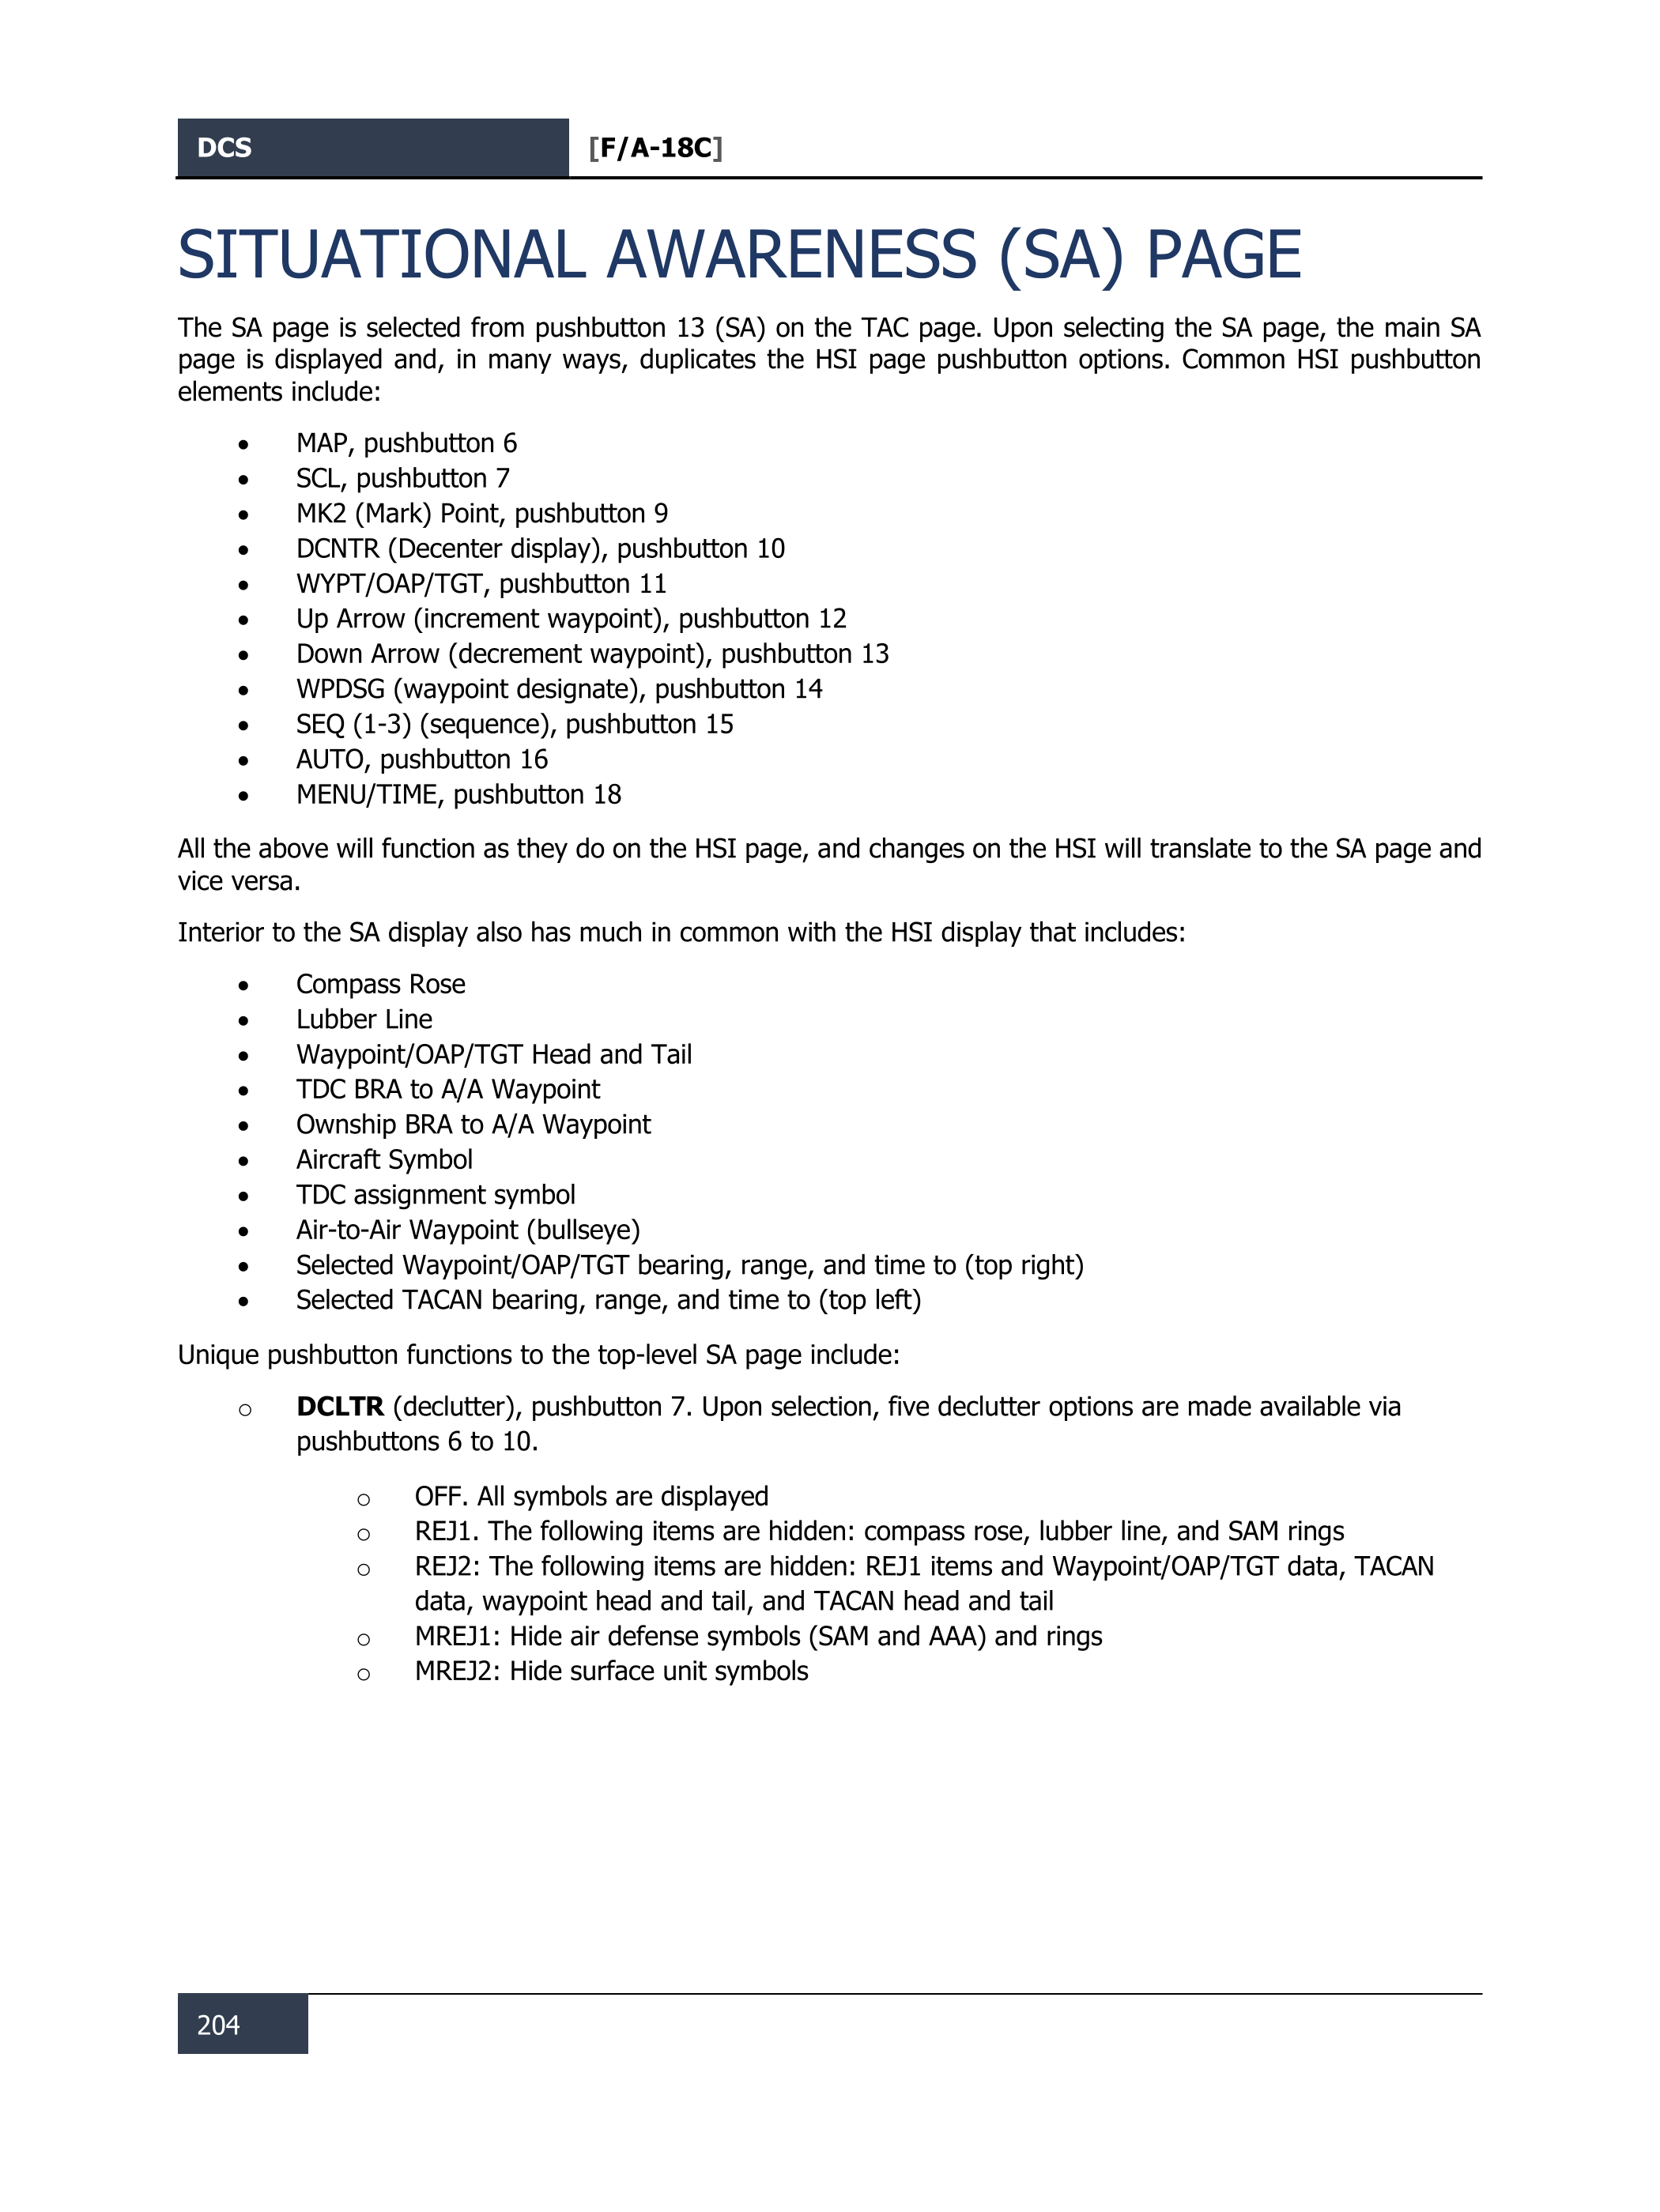 DCS
[F/A-18C]
SITUATIONAL AWARENESS (SA) PAGE
The SA page is selected from pushbutton 13 (SA) on the TAC page. Upon selecting the SA page, the main SA
page is displayed and, in many ways, duplicates the HSI page pushbutton options. Common HSI pushbutton
elements include:
• MAP, pushbutton 6
• SCL, pushbutton 7
• MK2 (Mark) Point, pushbutton 9
• DCNTR (Decenter display), pushbutton 10
• WYPT/OAP/TGT, pushbutton 11
• Up Arrow (increment waypoint), pushbutton 12
• Down Arrow (decrement waypoint), pushbutton 13
• WPDSG (waypoint designate), pushbutton 14
• SEQ (1-3) (sequence), pushbutton 15
• AUTO, pushbutton 16
• MENU/TIME, pushbutton 18
All the above will function as they do on the HSI page, and changes on the HSI will translate to the SA page and
vice versa.
Interior to the SA display also has much in common with the HSI display that includes:
• Compass Rose
• Lubber Line
• Waypoint/OAP/TGT Head and Tail
• TDC BRA to A/A Waypoint
• Ownship BRA to A/A Waypoint
• Aircraft Symbol
• TDC assignment symbol
• Air-to-Air Waypoint (bullseye)
• Selected Waypoint/OAP/TGT bearing, range, and time to (top right)
• Selected TACAN bearing, range, and time to (top left)
Unique pushbutton functions to the top-level SA page include:
o DCLTR (declutter), pushbutton 7. Upon selection, five declutter options are made available via
pushbuttons 6 to 10.
o OFF. All symbols are displayed
o REJ1. The following items are hidden: compass rose, lubber line, and SAM rings
o REJ2: The following items are hidden: REJ1 items and Waypoint/OAP/TGT data, TACAN
data, waypoint head and tail, and TACAN head and tail
o MREJ1: Hide air defense symbols (SAM and AAA) and rings
o MREJ2: Hide surface unit symbols
204